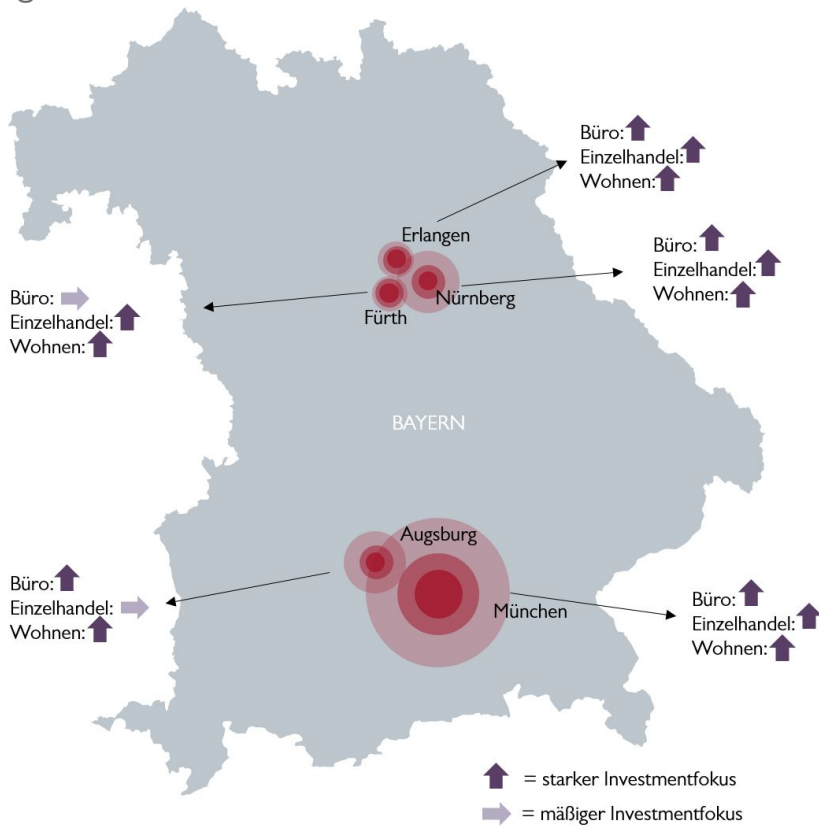 Büro:
Einzelhandel:
Wohnen:
Erlangen
Büro:
Einzelhandel:
Wohnen:
Nürnberg
Fürth
Büro:
Einzelhandel:
Wohnen:
BAYERN
Augsburg
Büro:
Einzelhandel:
Wohnen:
München
Büro:
Einzelhandel:
Wohnen:
= starker Investmentfokus
= mäßiger Investmentfokus